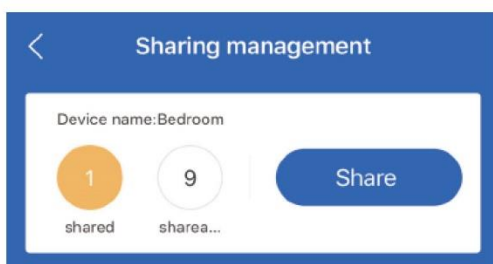 Sharing management
Device name:Bedroom
1
9
Share
shared
sharea...